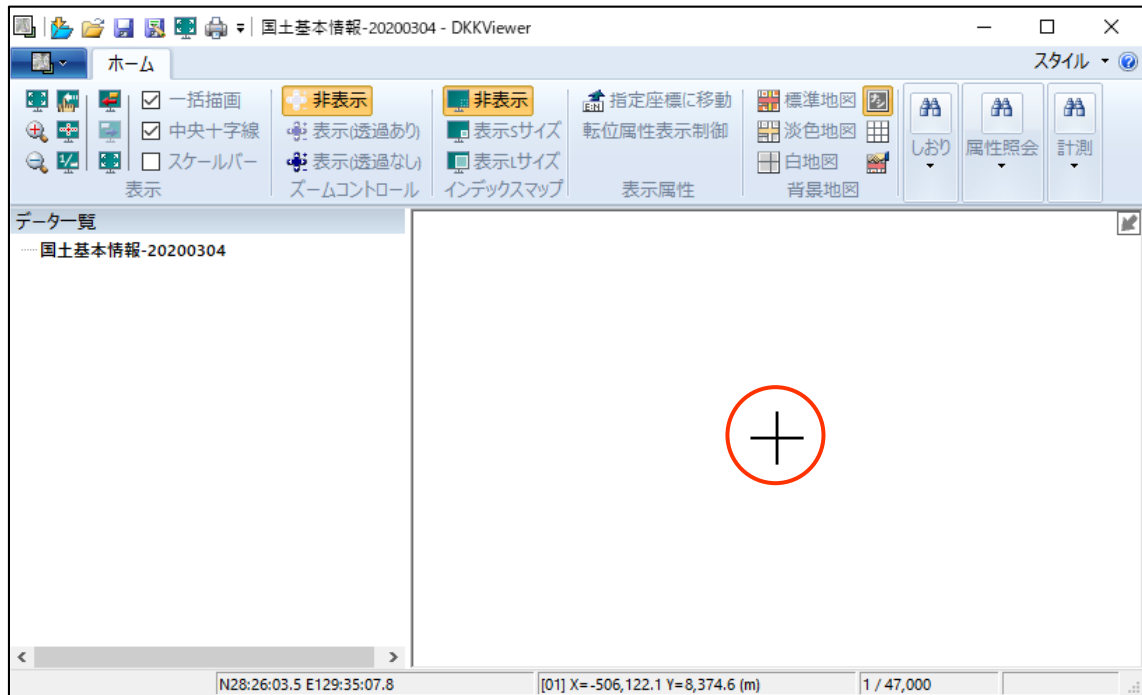 国土基本情報-20200304 - DKKViewer
ホーム
スタイル
一括描画
中央十字線
スケールバー
表示
非表示
表示(透過あり)
表示(透過なし)
ズームコントロール
非表示
表示Sサイズ
表示Lサイズ
インデックスマップ
指定座標に移動
転位属性表示制御
表示属性
標準地図
淡色地図
白地図
背景地図
しおり
属性照会
計測
データ一覧
国土基本情報-20200304
N28:26:03.5 E129:35:07.8
[01] X=-506,122.1 Y=8,374.6 (m)
1 / 47,000